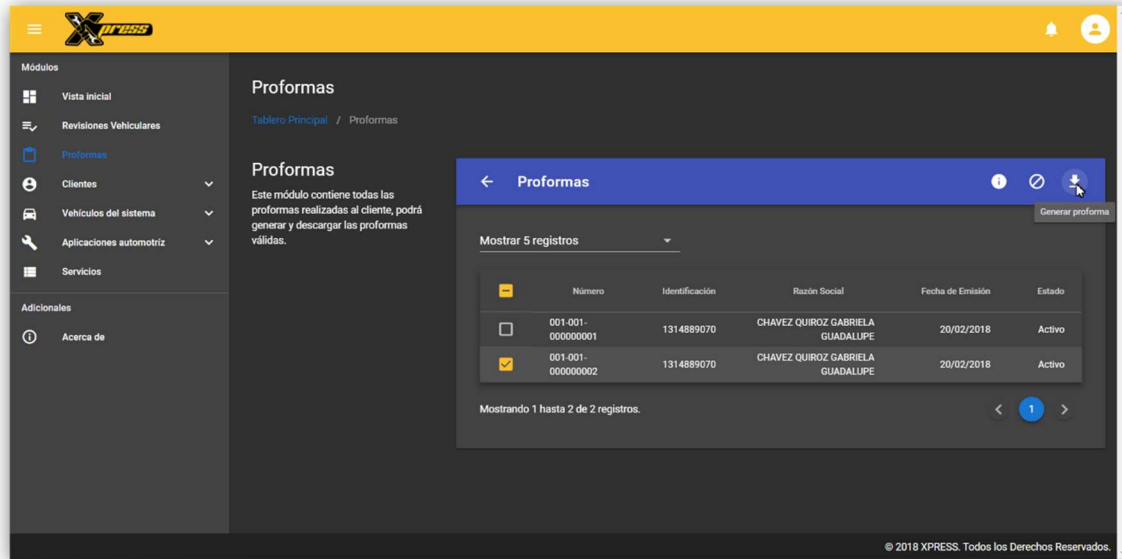 Xpress
Módulos
Vista inicial
Revisiones Vehiculares
Proformas
Clientes
Vehículos del sistema
Aplicaciones automotríz
Servicios
Adicionales
Acerca de
Proformas
Tablero Principal / Proformas
Proformas
Este módulo contiene todas las
proformas realizadas al cliente, podrá
generar y descargar las proformas
válidas.
Proformas
Generar proforma
Mostrar 5 registros
Número Identificación Razón Social Fecha de Emisión Estado
001-001-
000000001 1314889070 CHAVEZ QUIROZ GABRIELA
GUADALUPE 20/02/2018 Activo
001-001-
000000002 1314889070 CHAVEZ QUIROZ GABRIELA
GUADALUPE 20/02/2018 Activo
Mostrando 1 hasta 2 de 2 registros.
1
© 2018 XPRESS. Todos los Derechos Reservados.